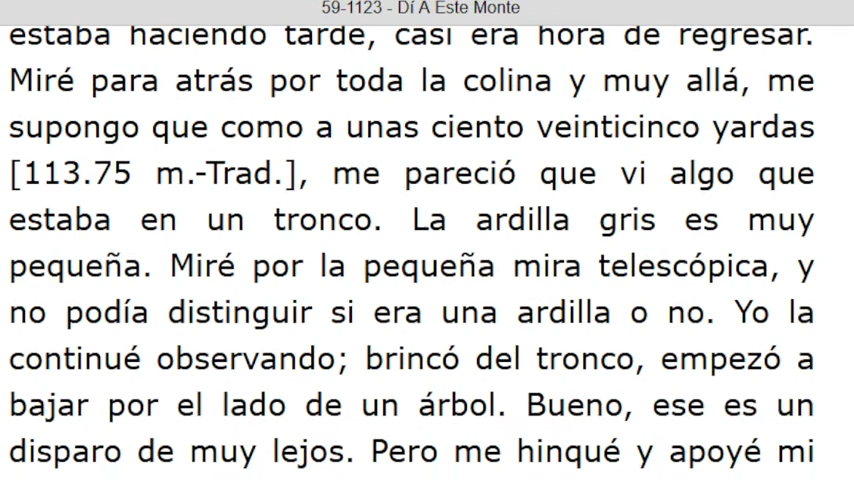 59-1123 - Dí A Este Monte
estaba haciendo tarde, casi era hora de regresar.
Miré para atrás por toda la colina y muy allá, me
supongo que como a unas ciento veinticinco yardas
[113.75 m.-Trad.], me pareció que vi algo que
estaba en un tronco. La ardilla gris es muy
pequeña. Miré por la pequeña mira telescópica, y
no podía distinguir si era una ardilla o no. Yo la
continué observando; brincó del tronco, empezó a
bajar por el lado de un árbol. Bueno, ese es un
disparo de muy lejos. Pero me hinqué y apoyé mi